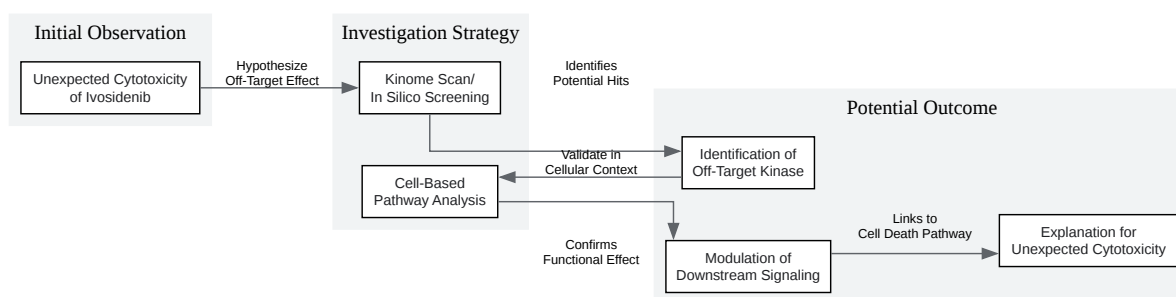 Initial Observation
Unexpected Cytotoxicity
of Ivosidenib
Hypothesize
Off-Target Effect
Investigation Strategy
Kinome Scan/
In Silico Screening
Identifies
Potential Hits
Potential Outcome
Identification of
Off-Target Kinase
Validate in
Cellular Context
Cell-Based
Pathway Analysis
Confirms
Functional Effect
Modulation of
Downstream Signaling
Links to
Cell Death Pathway
Explanation for
Unexpected Cytotoxicity